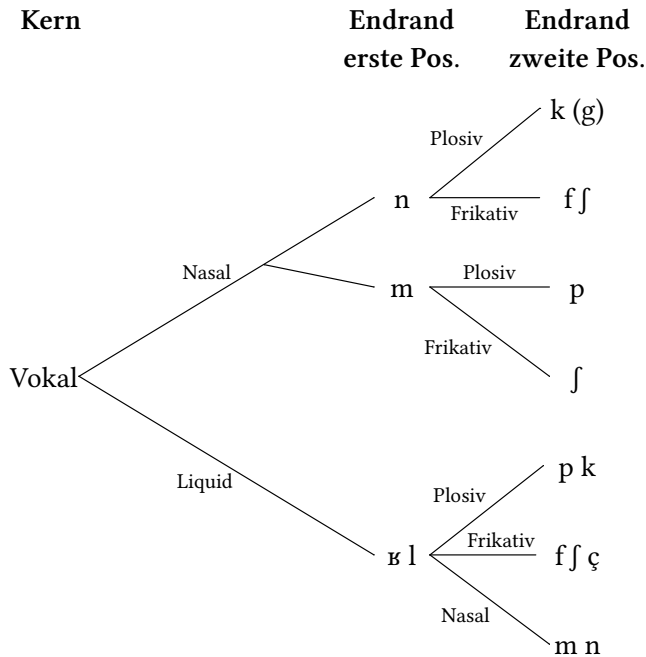 Kern
Endrand
erste Pos.
Endrand
zweite Pos.
k (g)
Plosiv
n
Frikativ
f ʃ
Nasal
m
Plosiv
p
Frikativ
Vokal
ʃ
p k
Liquid
Plosiv
ʁ l
Frikativ
f ʃ ç
Nasal
m n